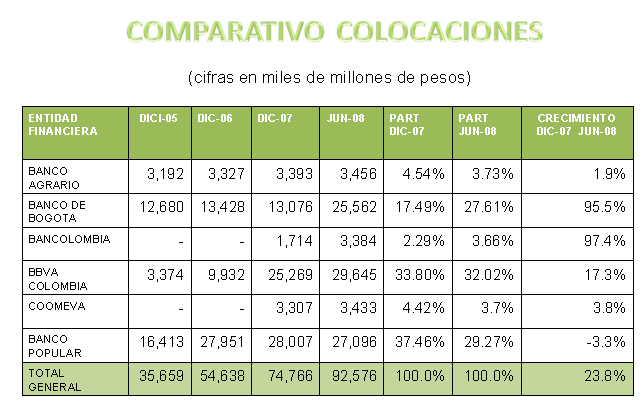 COMPARATIVO COLOCACIONES
(cifras en miles de millones de pesos)
ENTIDAD FINANCIERA DICI-05 DIC-06 DIC-07 JUN-08 PART DIC-07 PART JUN-08 CRECIMIENTO DIC-07 JUN-08
BANCO AGRARIO 3,192 3,327 3,393 3,456 4.54% 3.73% 1.9%
BANCO DE BOGOTA 12,680 13,428 13,076 25,562 17.49% 27.61% 95.5%
BANCOLOMBIA - - 1,714 3,384 2.29% 3.66% 97.4%
BBVA COLOMBIA 3,374 9,932 25,269 29,645 33.80% 32.02% 17.3%
COOMEVA - - 3,307 3,433 4.42% 3.7% 3.8%
BANCO POPULAR 16,413 27,951 28,007 27,096 37.46% 29.27% -3.3%
TOTAL GENERAL 35,659 54,638 74,766 92,576 100.0% 100.0% 23.8%